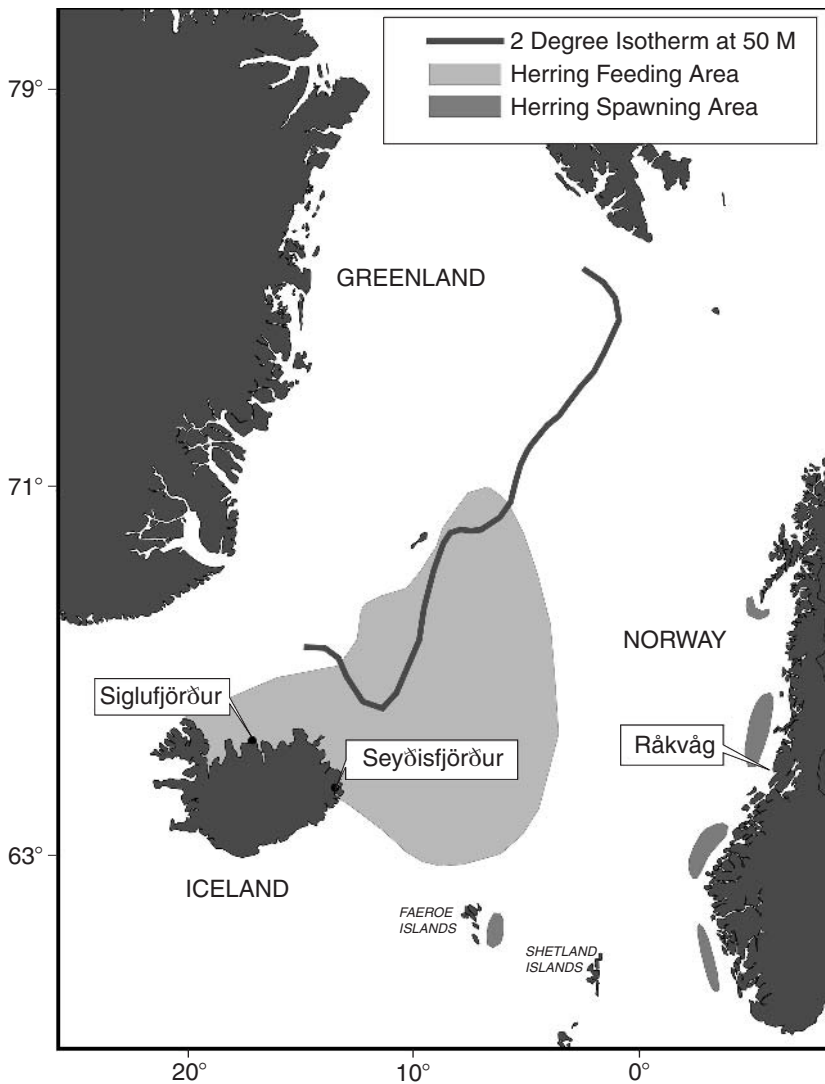 2 Degree Isotherm at 50 M
Herring Feeding Area
Herring Spawning Area
79°
GREENLAND
71°
NORWAY
Siglufjörður
Seyðisfjörður
Råkvåg
63°
ICELAND
FAEROE
ISLANDS
SHETLAND
ISLANDS
20°
10°
0°